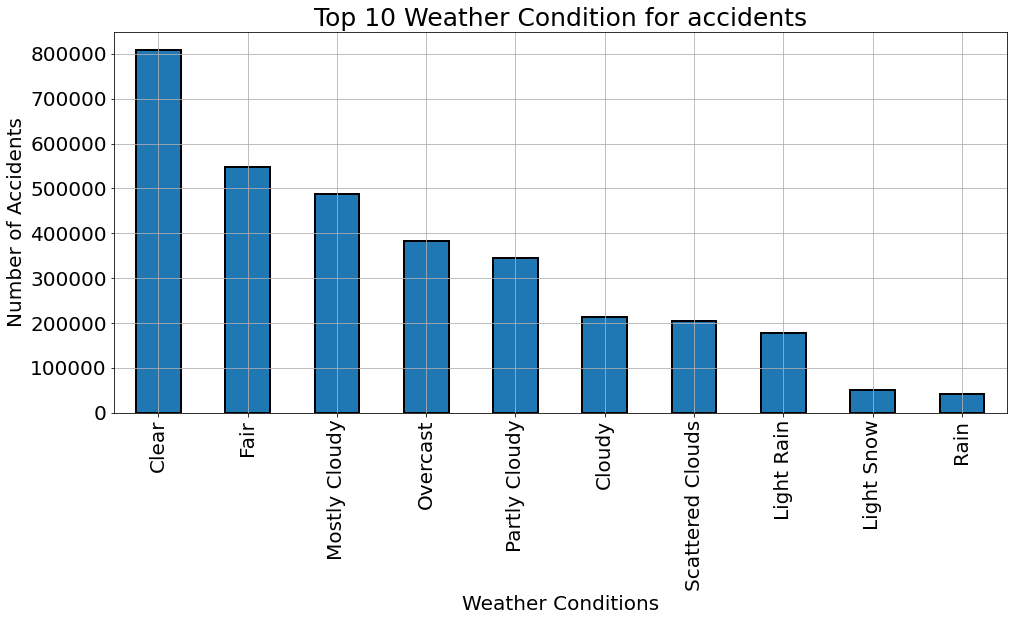 Top 10 Weather Condition for accidents
Number of Accidents
800000
700000
600000
500000
400000
300000
200000
100000
0
Clear
Fair
Mostly Cloudy
Overcast
Partly Cloudy
Cloudy
Scattered Clouds
Light Rain
Light Snow
Rain
Weather Conditions